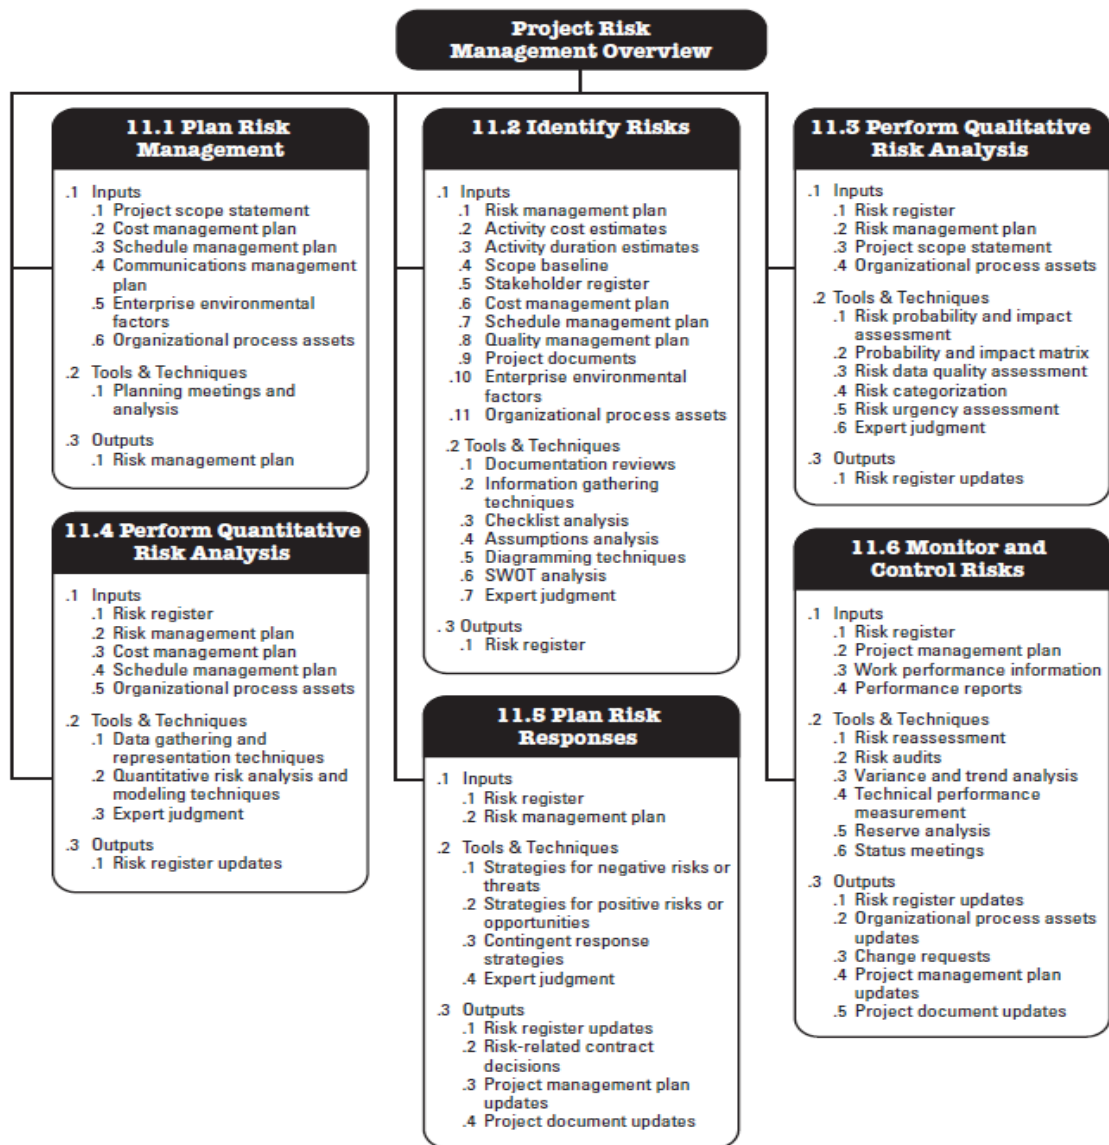 Project Risk
Management Overview
11.1 Plan Risk
Management
.1 Inputs
.1 Project scope statement
.2 Cost management plan
.3 Schedule management plan
.4 Communications management
plan
.5 Enterprise environmental
factors
.6 Organizational process assets
.2 Tools & Techniques
.1 Planning meetings and
analysis
.3 Outputs
.1 Risk management plan
11.2 Identify Risks
.1 Inputs
.1 Risk management plan
.2 Activity cost estimates
.3 Activity duration estimates
.4 Scope baseline
.5 Stakeholder register
.6 Cost management plan
.7 Schedule management plan
.8 Quality management plan
.9 Project documents
.10 Enterprise environmental
factors
.11 Organizational process assets
.2 Tools & Techniques
.1 Documentation reviews
.2 Information gathering
techniques
.3 Checklist analysis
.4 Assumptions analysis
.5 Diagramming techniques
.6 SWOT analysis
.7 Expert judgment
.3 Outputs
.1 Risk register
11.3 Perform Qualitative
Risk Analysis
.1 Inputs
.1 Risk register
.2 Risk management plan
.3 Project scope statement
.4 Organizational process assets
.2 Tools & Techniques
.1 Risk probability and impact
assessment
.2 Probability and impact matrix
.3 Risk data quality assessment
.4 Risk categorization
.5 Risk urgency assessment
.6 Expert judgment
.3 Outputs
.1 Risk register updates
11.4 Perform Quantitative
Risk Analysis
.1 Inputs
.1 Risk register
.2 Risk management plan
.3 Cost management plan
.4 Schedule management plan
.5 Organizational process assets
.2 Tools & Techniques
.1 Data gathering and
representation techniques
.2 Quantitative risk analysis and
modeling techniques
.3 Expert judgment
.3 Outputs
.1 Risk register updates
11.5 Plan Risk
Responses
.1 Inputs
.1 Risk register
.2 Risk management plan
.2 Tools & Techniques
.1 Strategies for negative risks or
threats
.2 Strategies for positive risks or
opportunities
.3 Contingent response
strategies
.4 Expert judgment
.3 Outputs
.1 Risk register updates
.2 Risk-related contract
decisions
.3 Project management plan
updates
.4 Project document updates
11.6 Monitor and
Control Risks
.1 Inputs
.1 Risk register
.2 Project management plan
.3 Work performance information
.4 Performance reports
.2 Tools & Techniques
.1 Risk reassessment
.2 Risk audits
.3 Variance and trend analysis
.4 Technical performance
measurement
.5 Reserve analysis
.6 Status meetings
.3 Outputs
.1 Risk register updates
.2 Organizational process assets
updates
.3 Change requests
.4 Project management plan
updates
.5 Project document updates